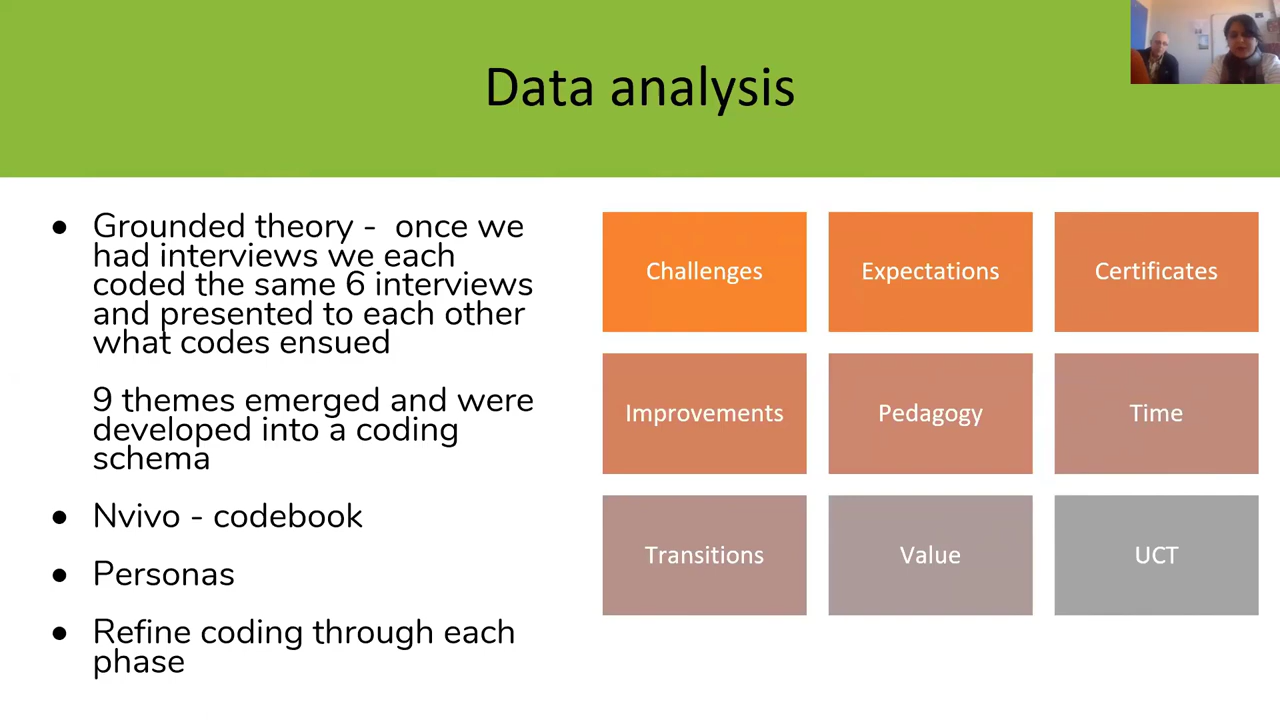 Data analysis
● Grounded theory -  once we
had interviews we each
coded the same 6 interviews
and presented to each other
what codes ensued
9 themes emerged and were
developed into a coding
schema
● Nvivo - codebook
● Personas
● Refine coding through each
phase
Challenges
Expectations
Certificates
Improvements
Pedagogy
Time
Transitions
Value
UCT